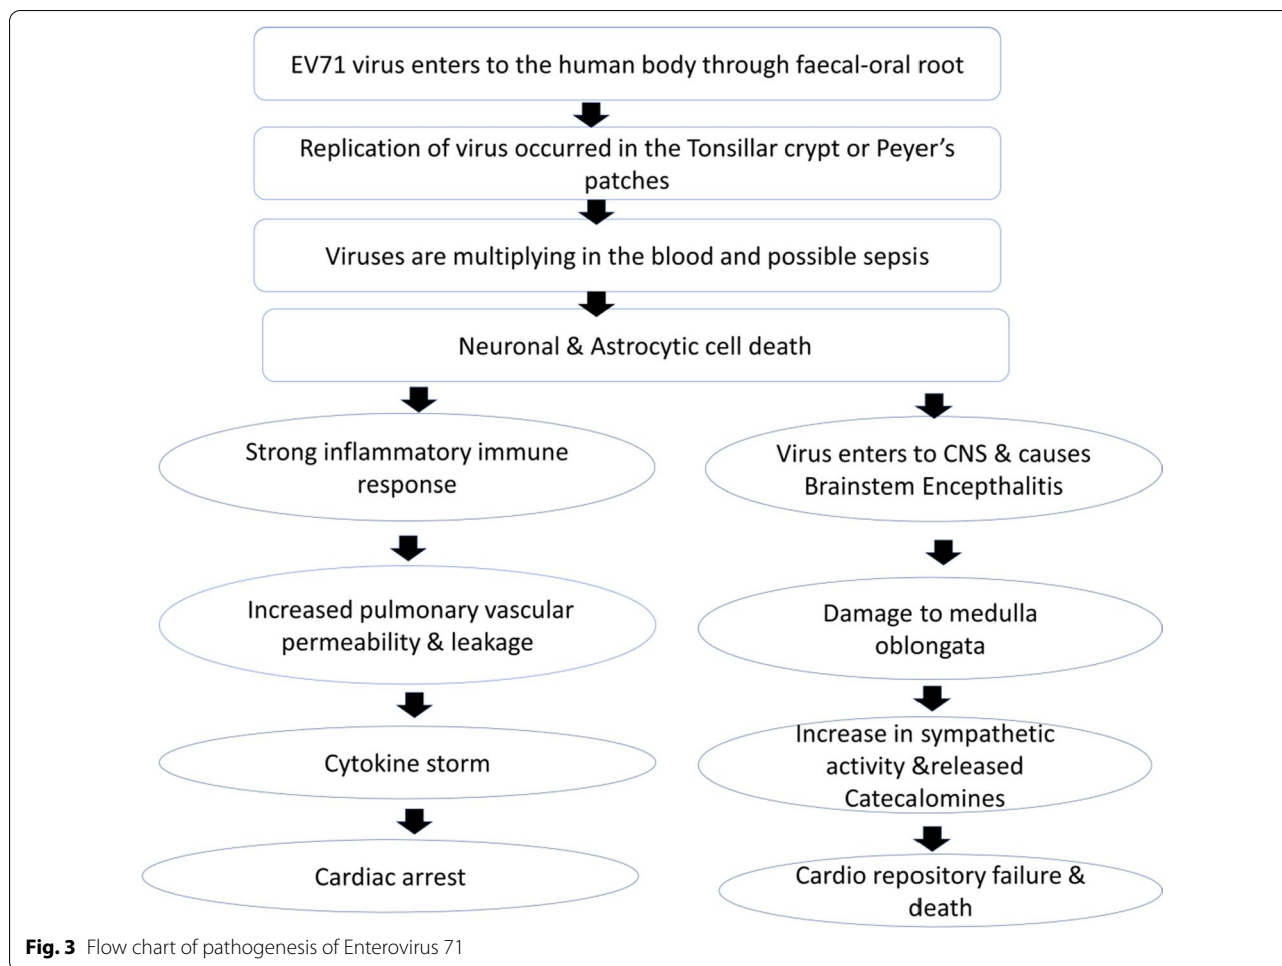 EV71 virus enters to the human body through faecal-oral root
Replication of virus occurred in the Tonsillar crypt or Peyer's
patches
Viruses are multiplying in the blood and possible sepsis
Neuronal & Astrocytic cell death
Strong inflammatory immune
response
Virus enters to CNS & causes
Brainstem Encepthalitis
Increased pulmonary vascular
permeability & leakage
Damage to medulla
oblongata
Cytokine storm
Increase in sympathetic
activity &released
Catecalomines
Cardiac arrest
Cardio repository failure &
death
Fig. 3 Flow chart of pathogenesis of Enterovirus 71